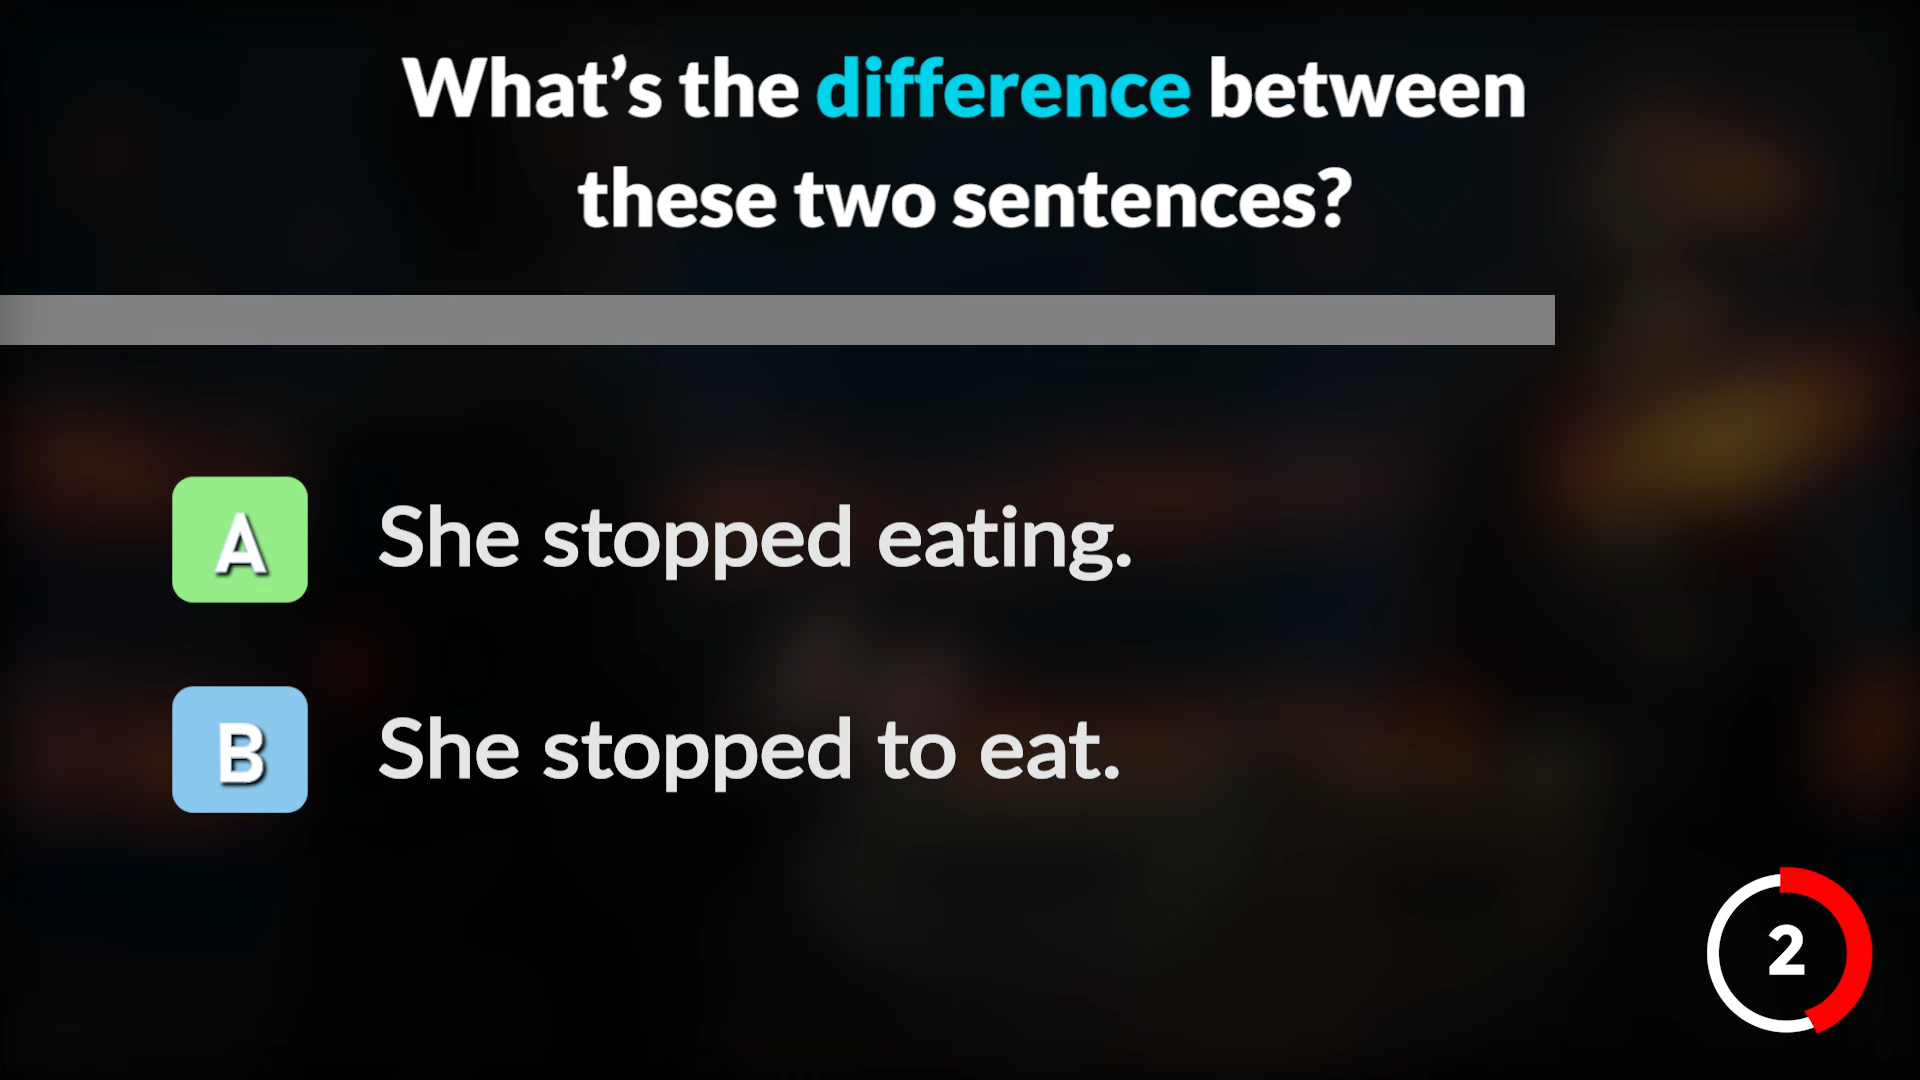 What’s the difference between
these two sentences?
A She stopped eating.
B She stopped to eat.
2